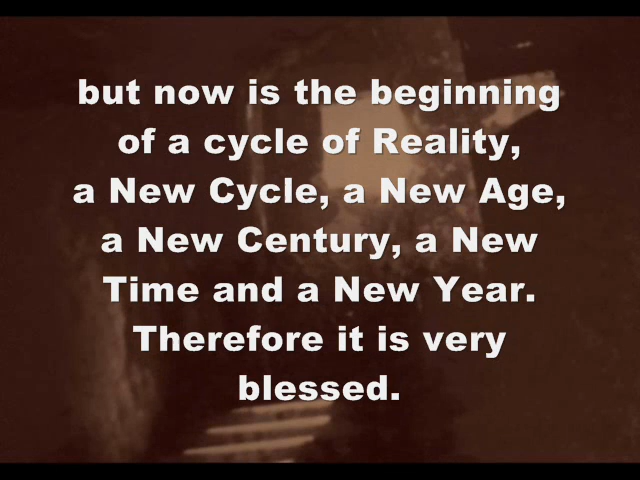 but now is the beginning
of a cycle of Reality,
a New Cycle, a New Age,
a New Century, a New
Time and a New Year.
Therefore it is very
blessed.